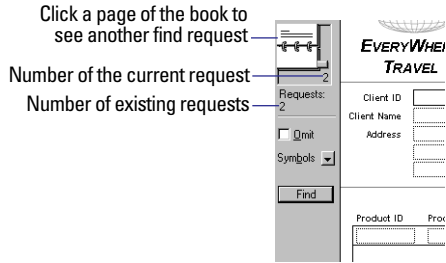 Click a page of the book to
see another find request
Number of the current request
Number of existing requests
2
Requests:
2
Omit
Symbols
Find
EVERYWHE
TRAVEL
Client ID
Client Name
Address
Product ID Prod